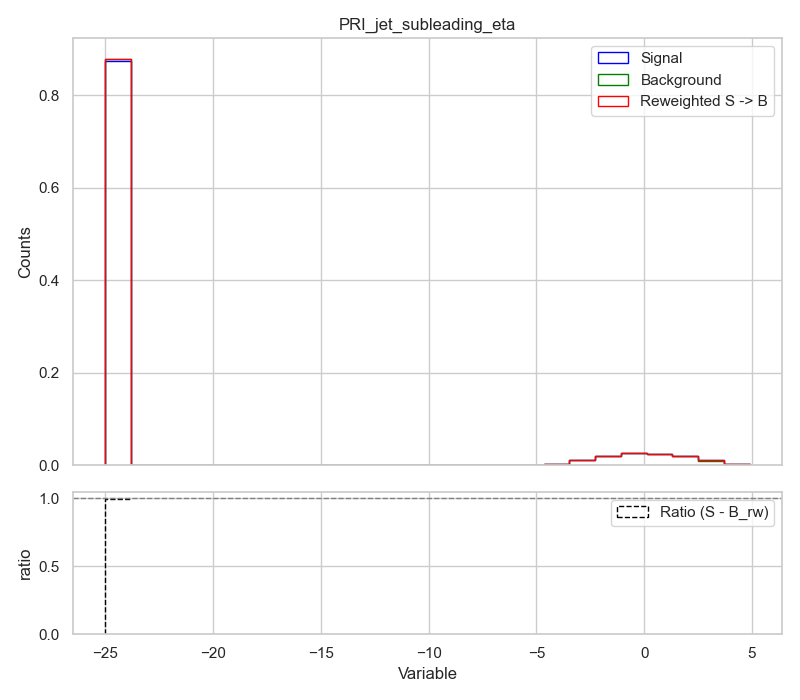 PRI_jet_subleading_eta
Signal
Background
Reweighted S -> B
0.8
0.6
0.4
0.2
0.0
Counts
1.0
0.5
0.0
ratio
Ratio (S - B_rw)
−25
−20
−15
−10
−5
0
5
Variable